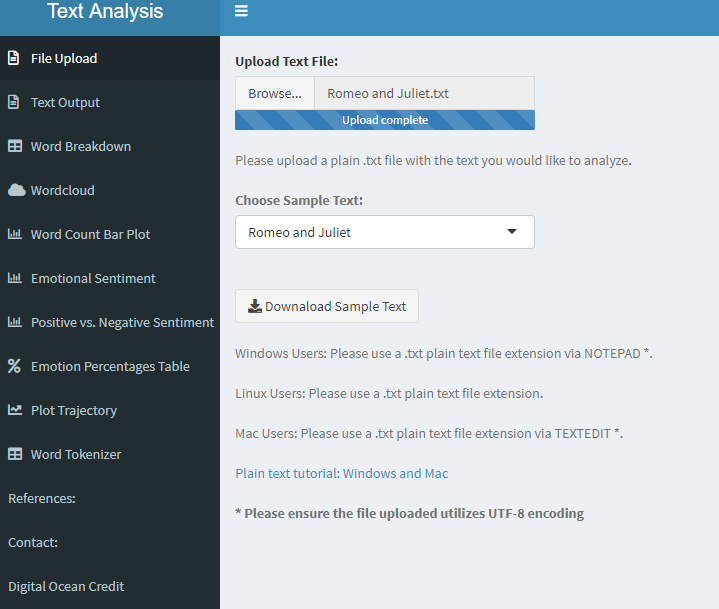 Text Analysis
File Upload
Text Output
Word Breakdown
Wordcloud
Word Count Bar Plot
Emotional Sentiment
Positive vs. Negative Sentiment
Emotion Percentages Table
Plot Trajectory
Word Tokenizer
References:
Contact:
Digital Ocean Credit
Upload Text File:
Browse... Romeo and Juliet.txt
Upload complete
Please upload a plain .txt file with the text you would like to analyze.
Choose Sample Text:
Romeo and Juliet
Downaload Sample Text
Windows Users: Please use a .txt plain text file extension via NOTEPAD *.
Linux Users: Please use a .txt plain text file extension.
Mac Users: Please use a .txt plain text file extension via TEXTEDIT *.
Plain text tutorial: Windows and Mac
* Please ensure the file uploaded utilizes UTF-8 encoding